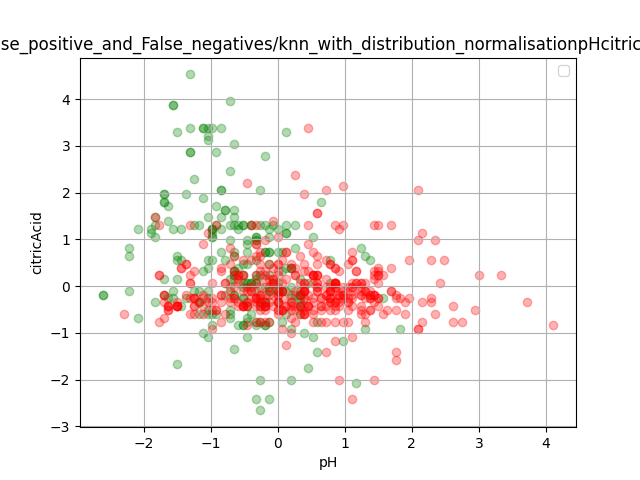 se_positive_and_False_negatives/knn_with_distribution_normalisationpHcitric
4
3
2
1
0
−1
−2
−3
citricAcid
−2 −1 0 1 2 3 4
pH